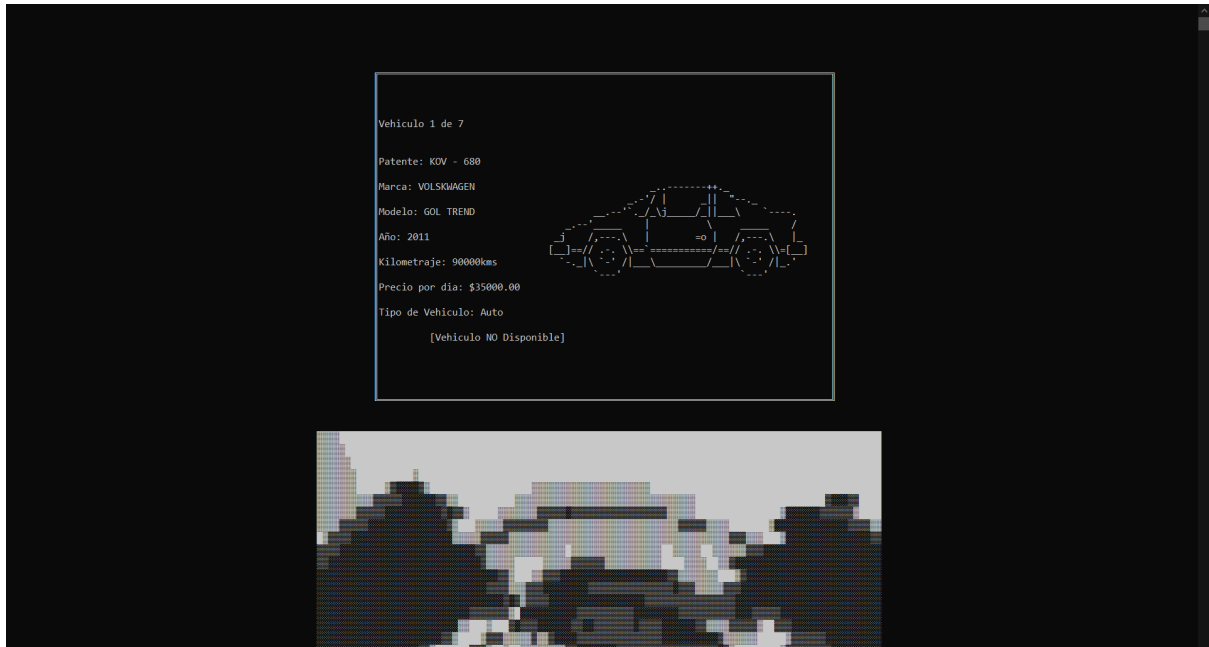 Vehiculo 1 de 7
Patente: KOV - 680
Marca: VOLSKWAGEN
Modelo: GOL TREND
Año: 2011
Kilometraje: 90000kms
Precio por dia: $35000.00
Tipo de Vehiculo: Auto
[Vehiculo NO Disponible]